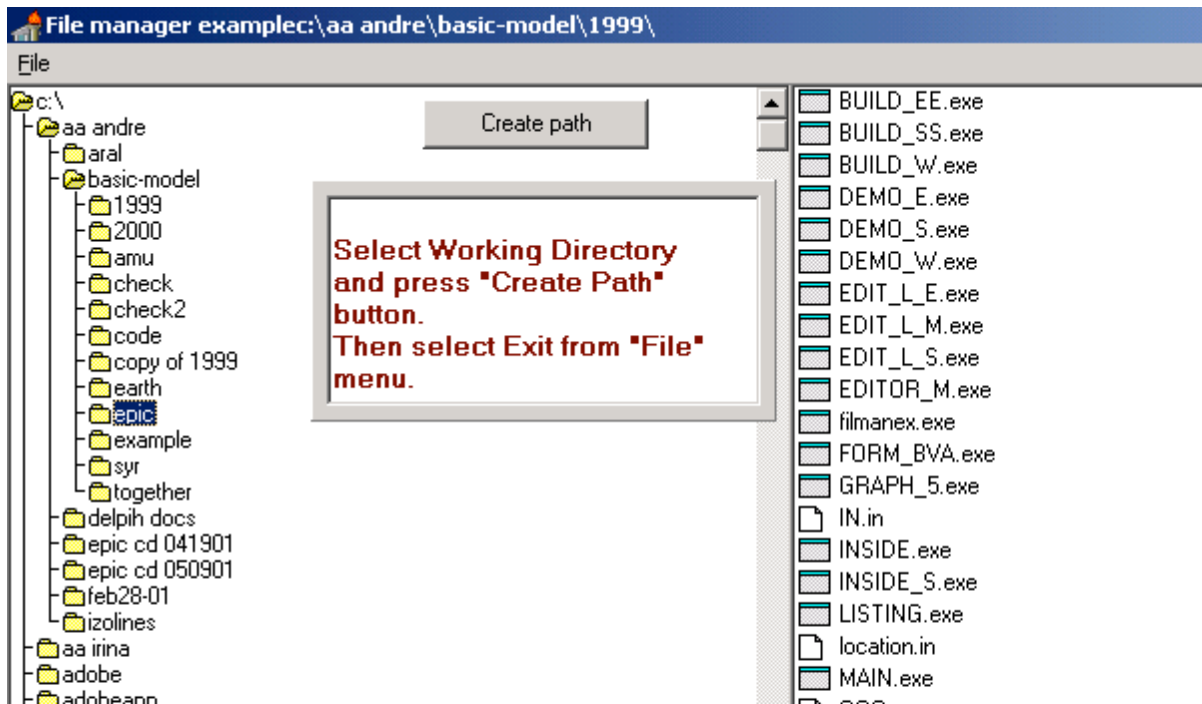 File manager examplec:\aa andre\basic-model\1999\
File
c:\
aa andre
aral
basic-model
1999
2000
amu
check
check2
code
copy of 1999
earth
epic
example
syr
together
delpih docs
epic cd 041901
epic cd 050901
feb28-01
izolines
aa irina
adobe
adobeapp
Create path
Select Working Directory
and press "Create Path"
button.
Then select Exit from "File"
menu.
BUILD_EE.exe
BUILD_SS.exe
BUILD_W.exe
DEMO_E.exe
DEMO_S.exe
DEMO_W.exe
EDIT_L_E.exe
EDIT_L_M.exe
EDIT_L_S.exe
EDITOR_M.exe
filmanex.exe
FORM_BVA.exe
GRAPH_5.exe
IN.in
INSIDE.exe
INSIDE_S.exe
LISTING.exe
location.in
MAIN.exe